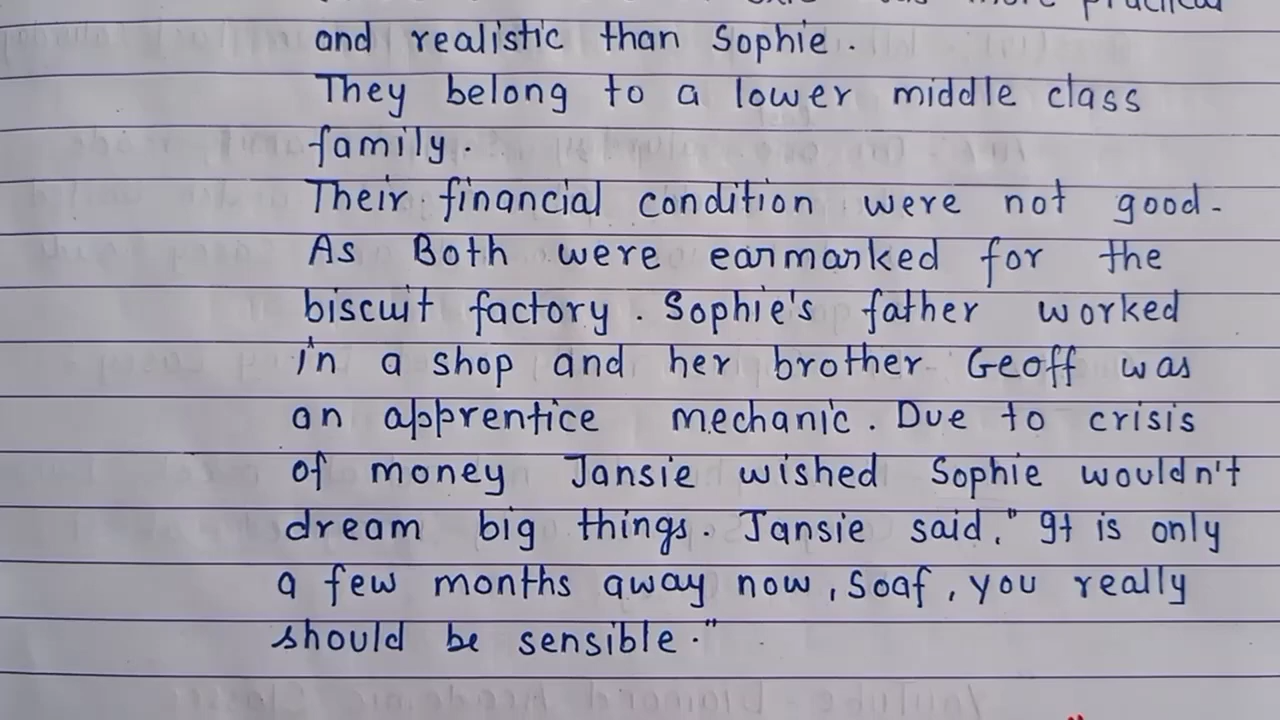 practical
and realistic than Sophie.
They belong to a lower middle class
family.
Their financial condition were not good.
As Both were earmarked for the
biscuit factory. Sophie's father worked
in a shop and her brother Geoff was
an apprentice mechanic. Due to crisis
of money Jansie wished Sophie wouldn't
dream big things. Jansie said, "It is only
a few months away now, Soaf, you really
should be sensible."